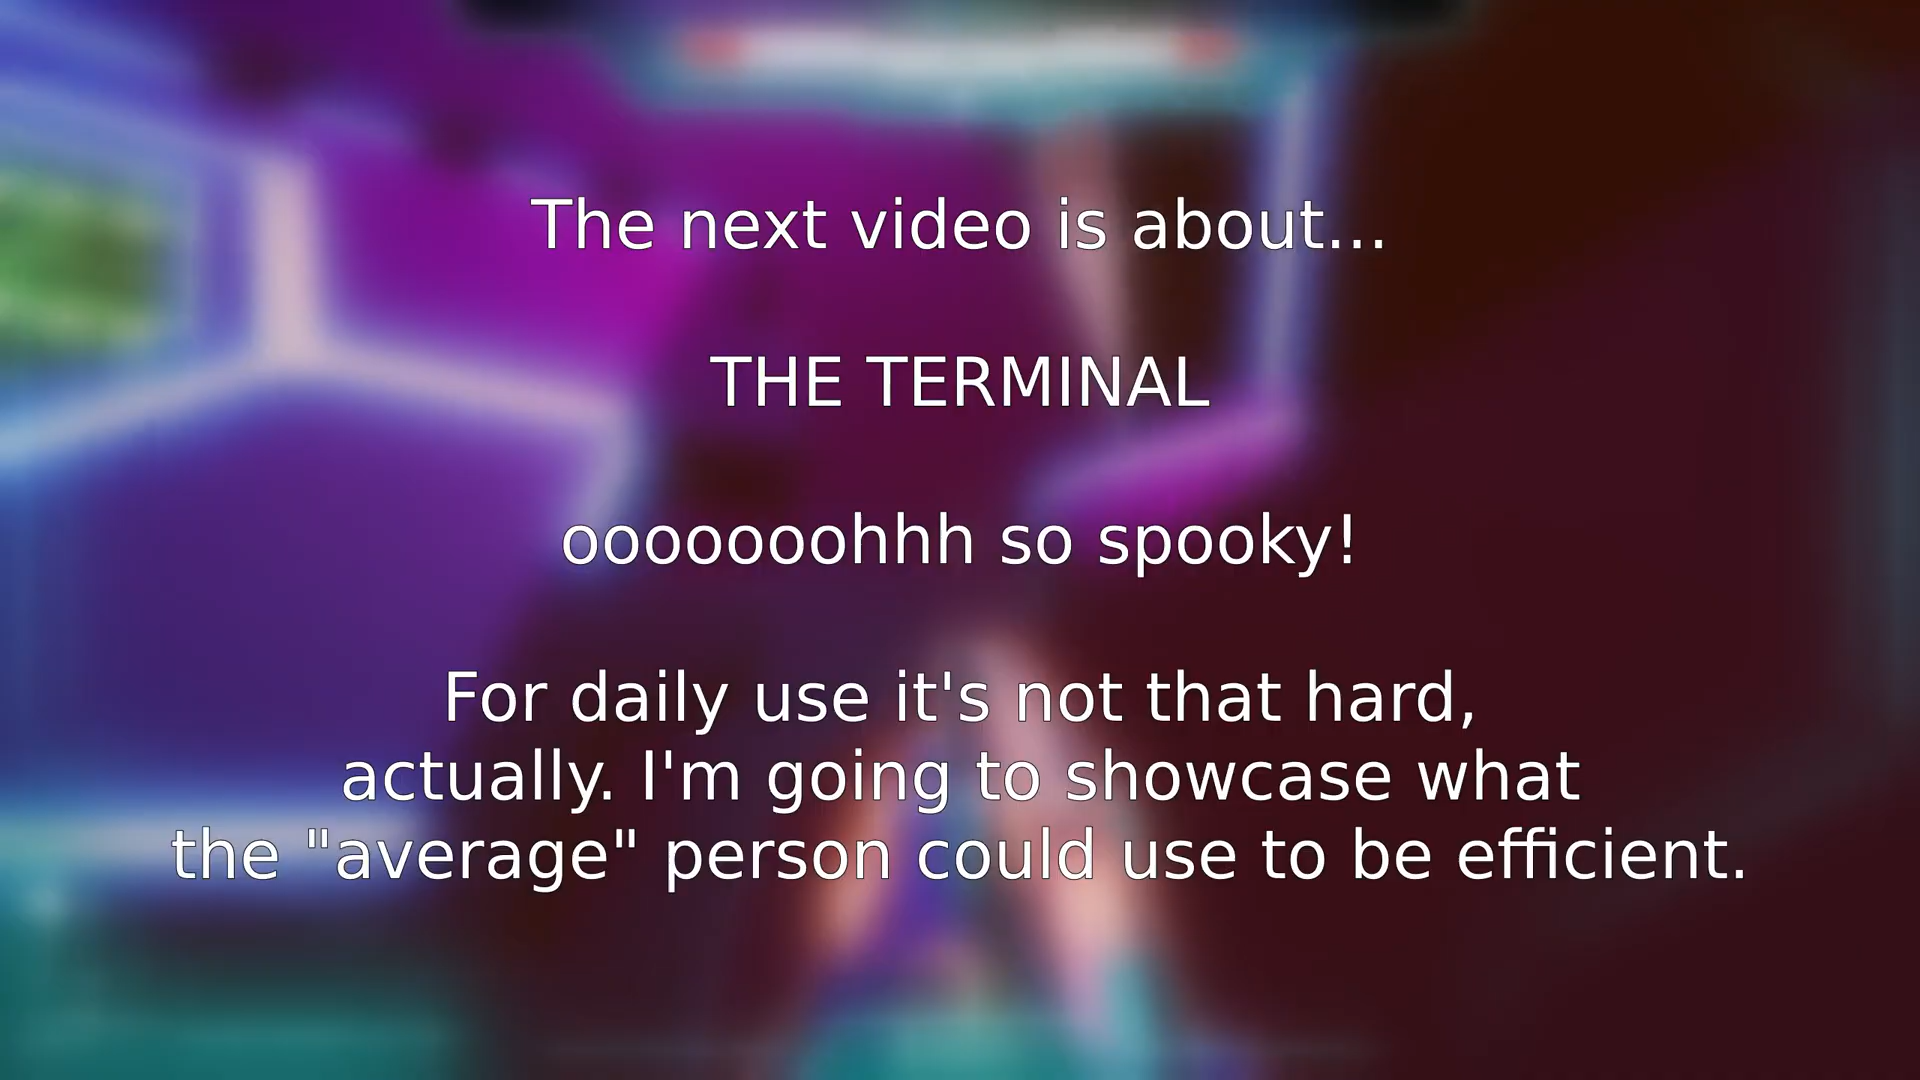 The next video is about...
THE TERMINAL
ooooooohhh so spooky!
For daily use it's not that hard,
actually. I'm going to showcase what
the "average" person could use to be efficient.